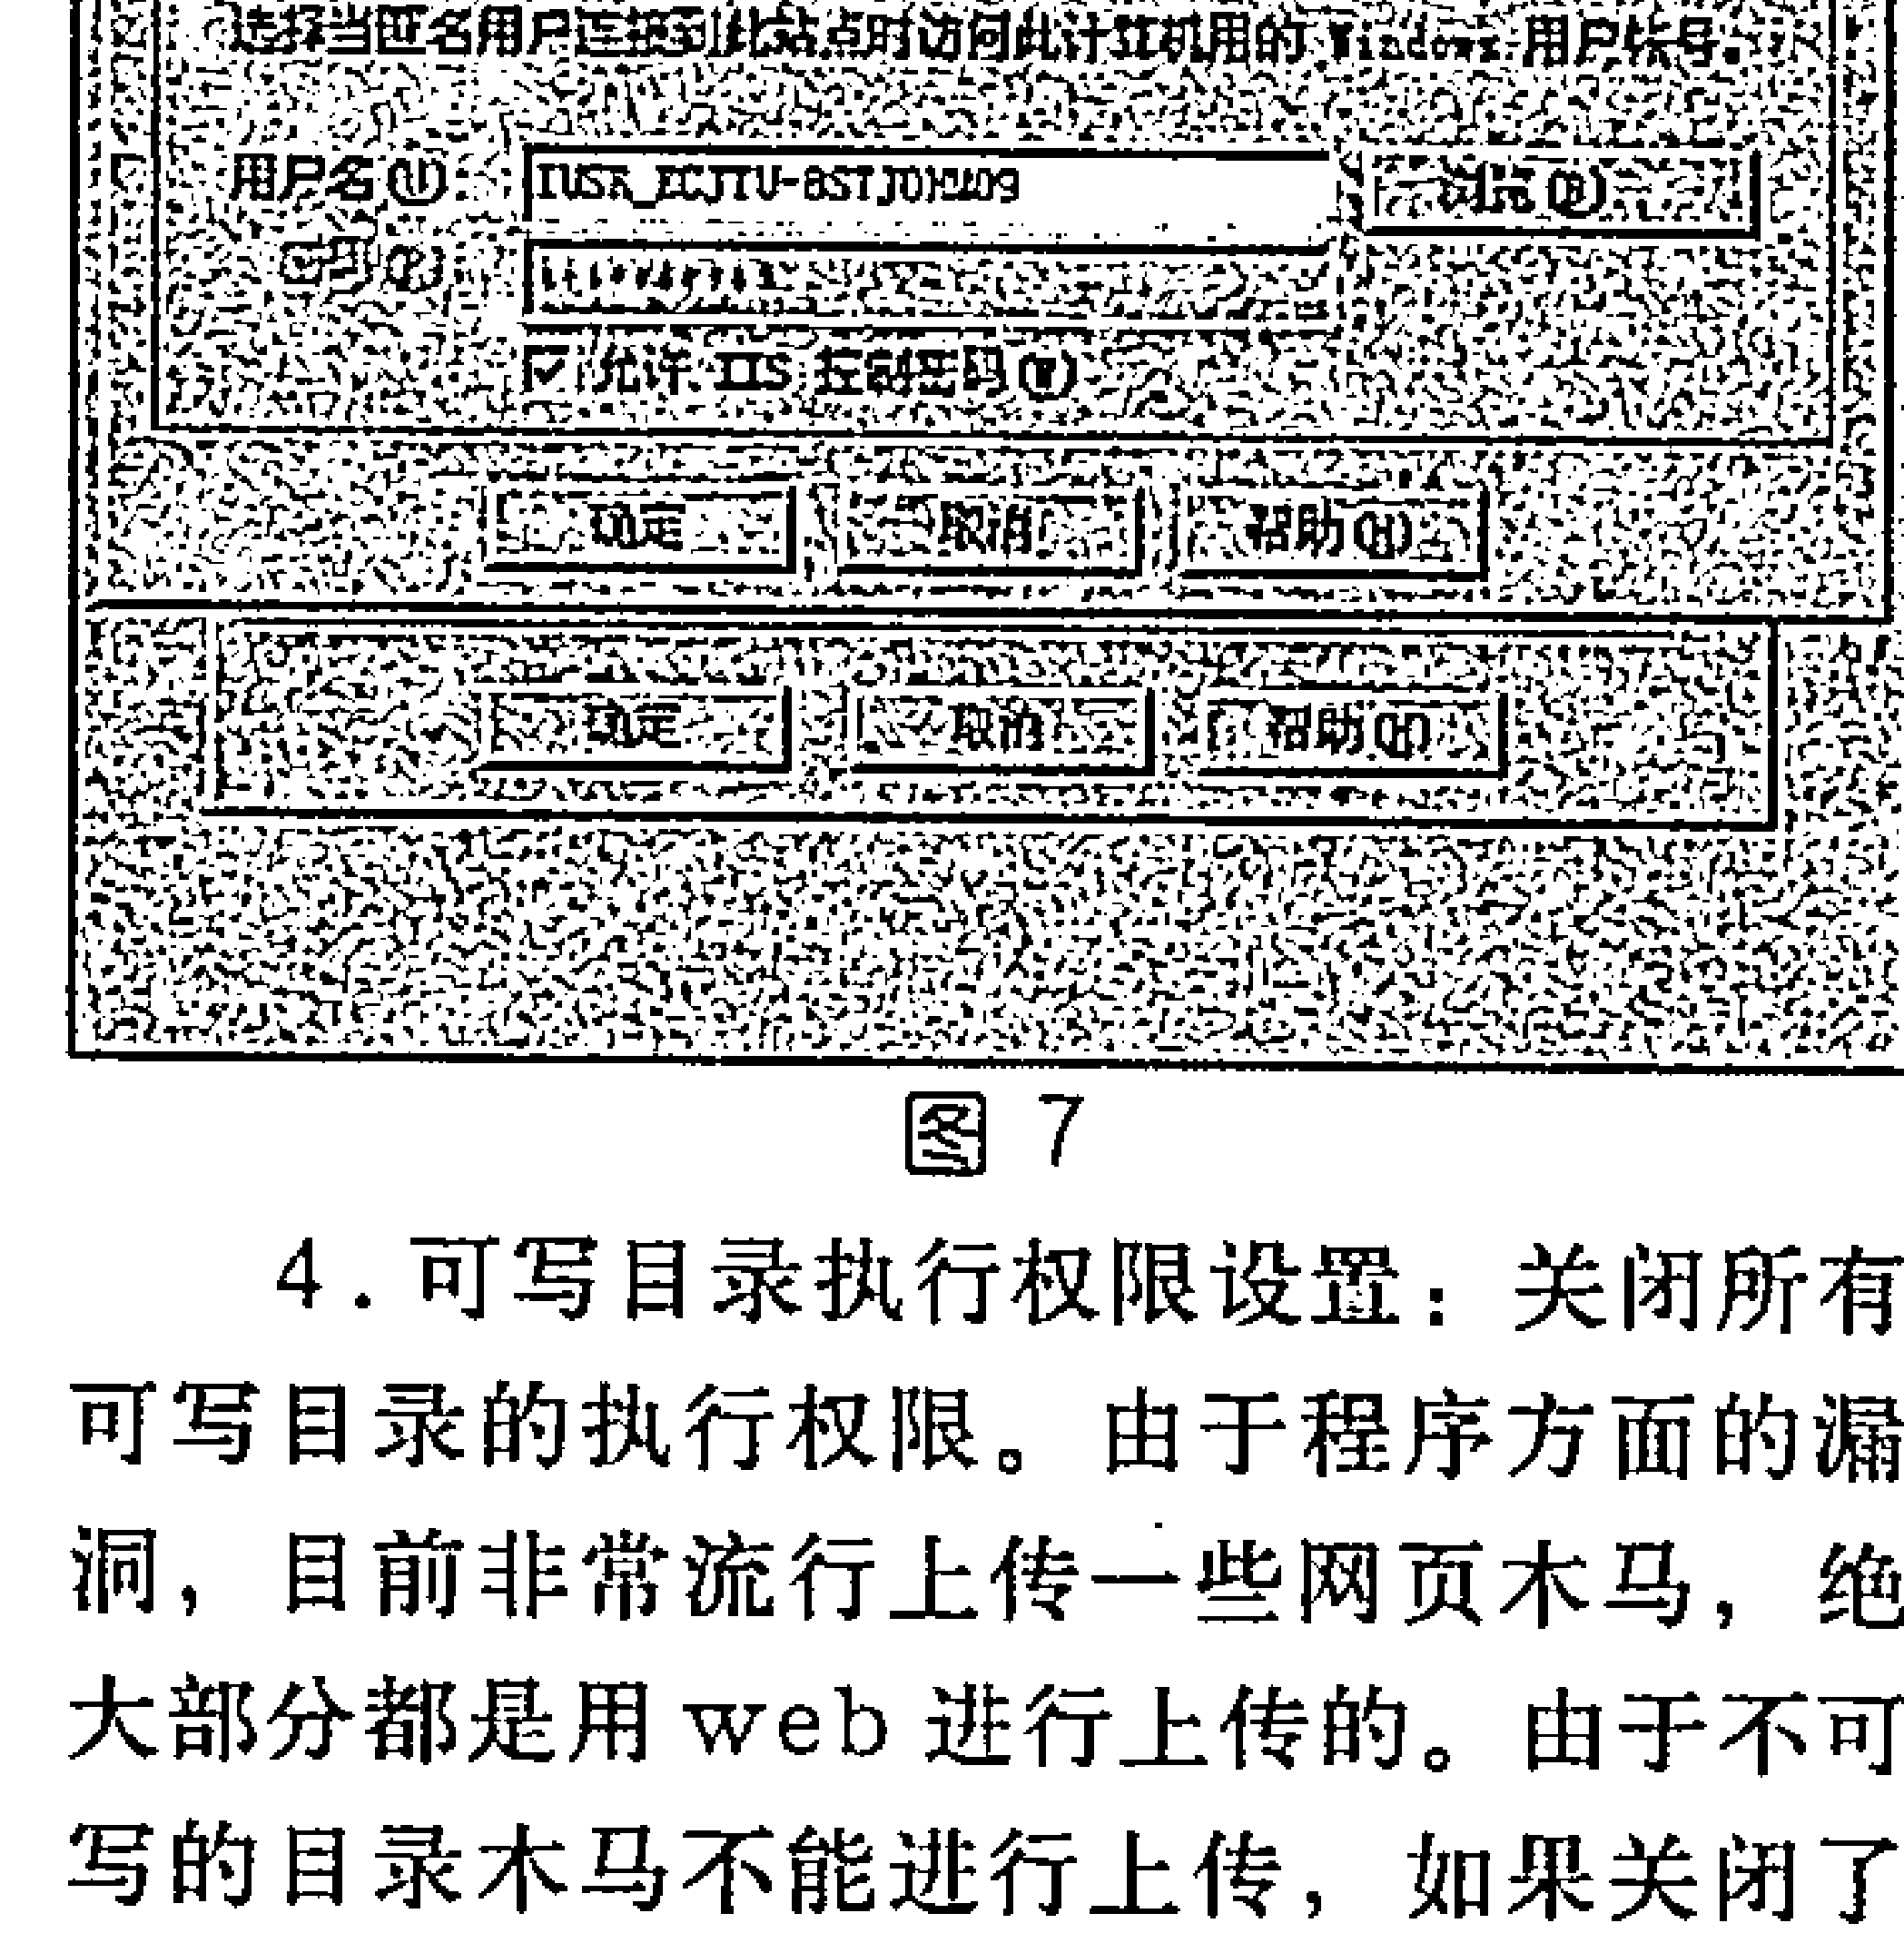 选择当匿名用户连接到此站点时访问此计算机用的 Windows 用户帐号。
用户名(U)
浏览(B)
密码(P)
允许 IIS 控制密码(W)
确定 取消 帮助(H)
确定 取消 帮助(H)
图 7
4.可写目录执行权限设置：关闭所有
可写目录的执行权限。由于程序方面的漏
洞，目前非常流行上传一些网页木马，绝
大部分都是用 web 进行上传的。由于不可
写的目录木马不能进行上传，如果关闭了